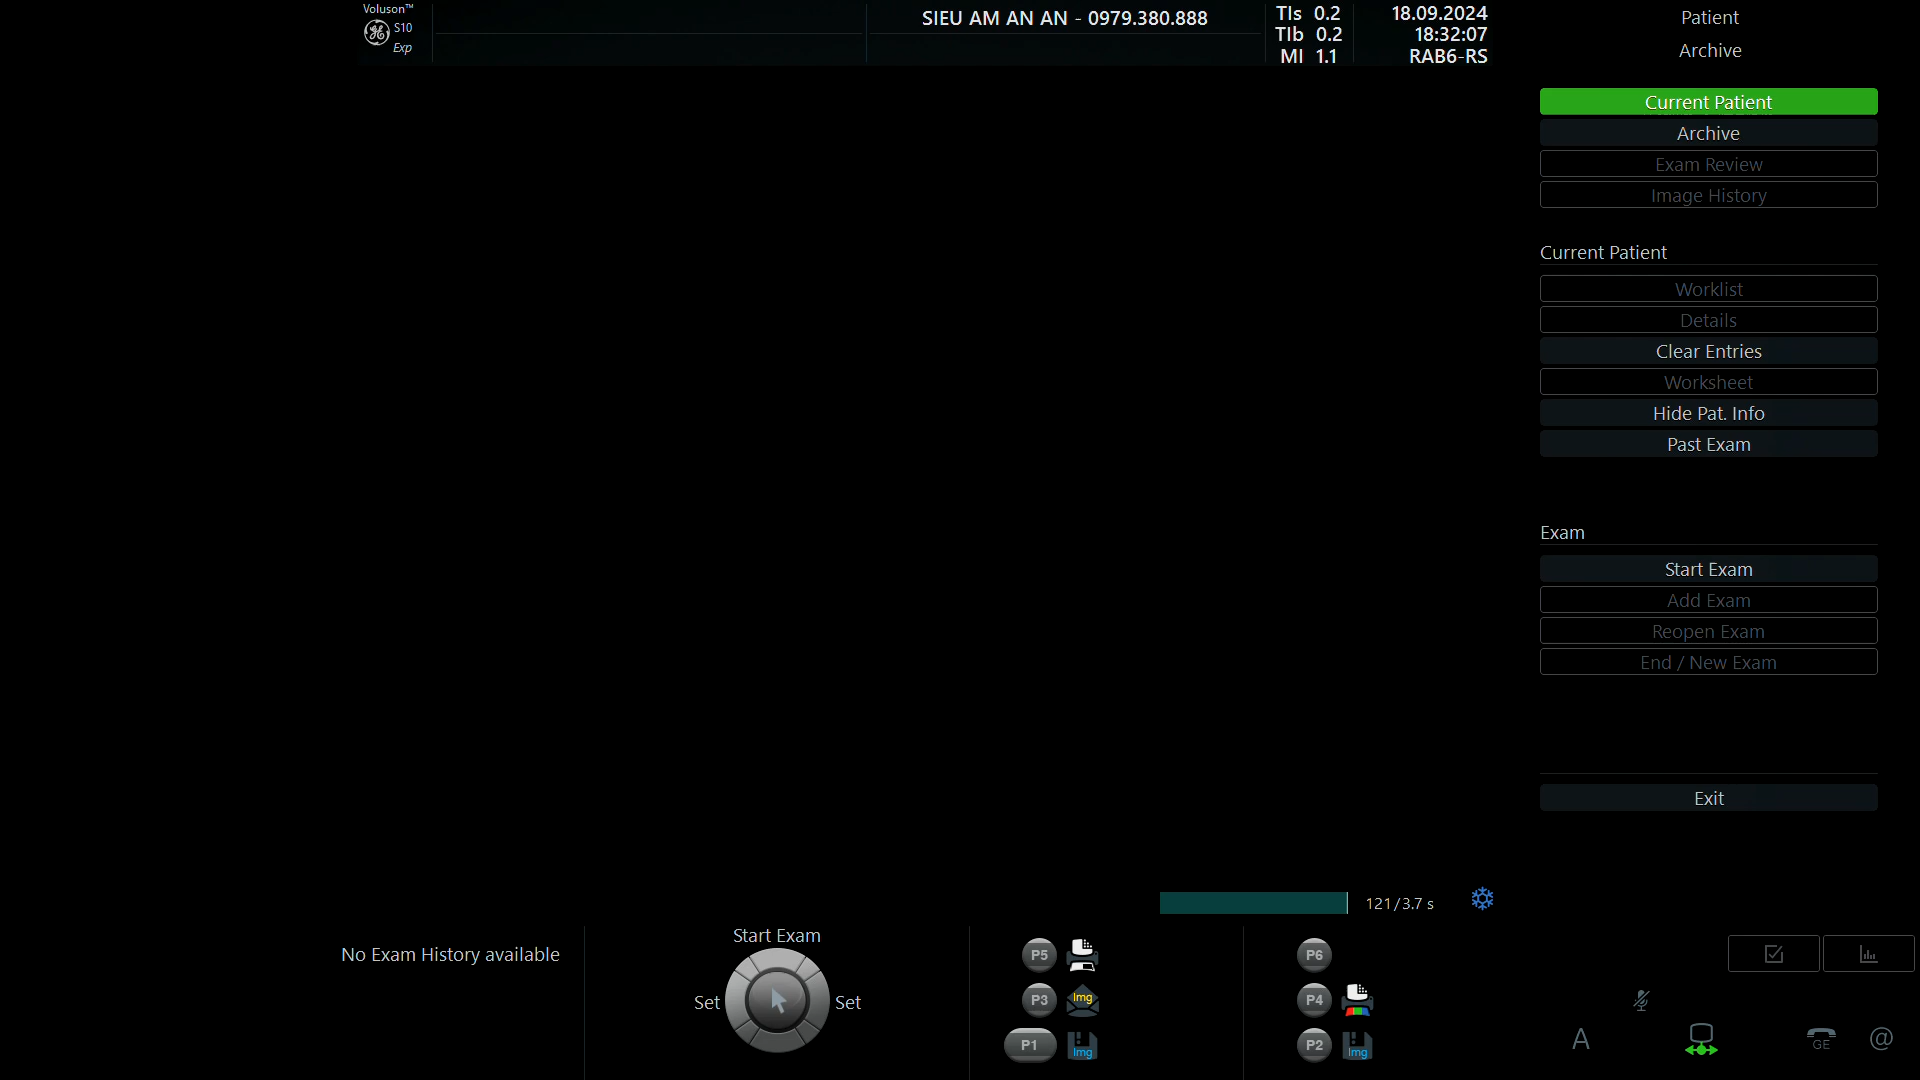 Voluson™
S10
Exp
SIEU AM AN AN - 0979.380.888
TIs 0.2
TIb 0.2
MI 1.1
18.09.2024
18:32:07
RAB6-RS
Patient
Archive
Current Patient
Archive
Exam Review
Image History
Current Patient
Worklist
Details
Clear Entries
Worksheet
Hide Pat. Info
Past Exam
Exam
Start Exam
Add Exam
Reopen Exam
End / New Exam
Exit
121/3.7 s
No Exam History available
Start Exam
Set
Set
P5
P3 Img
P1 Img
P6
P4
P2 Img
A
GE
@